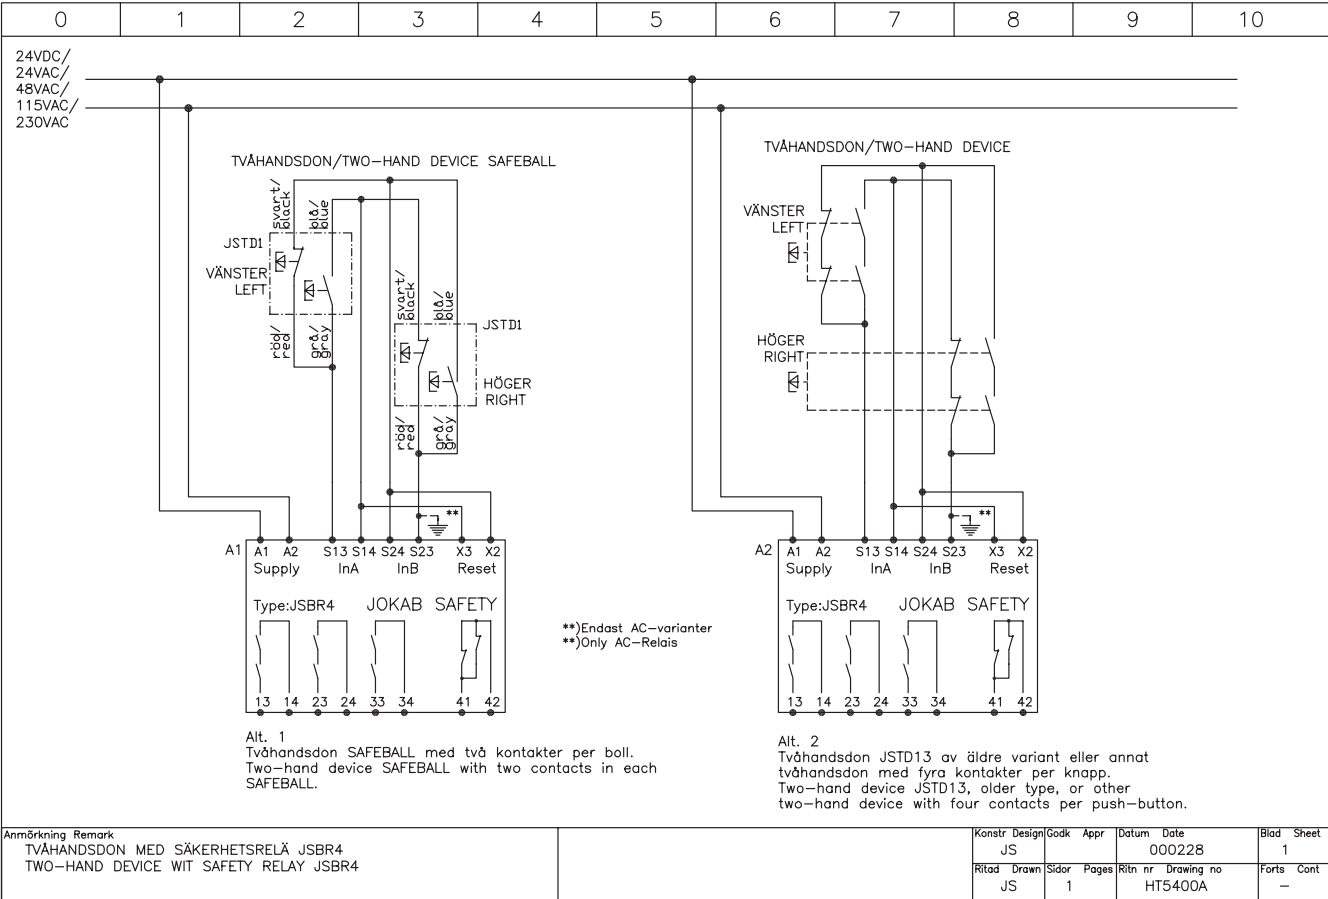 0 1 2 3 4 5 6 7 8 9 10
24VDC/
24VAC/
48VAC/
115VAC/
230VAC
TVÅHANDSDON/TWO-HAND DEVICE SAFEBALL
svart/
black
blå/
blue
JSTD1
VÄNSTER
LEFT
röd/
red
grå/
gray
svart/
black
blå/
blue
JSTD1
HÖGER
RIGHT
röd/
red
grå/
gray
**
A1
A1 A2 S13 S14 S24 S23 X3 X2
Supply InA InB Reset
Type:JSBR4 JOKAB SAFETY
13 14 23 24 33 34 41 42
Alt. 1
Tvåhandsdon SAFEBALL med två kontakter per boll.
Two-hand device SAFEBALL with two contacts in each
SAFEBALL.
**)Endast AC-varianter
**)Only AC-Relais
TVÅHANDSDON/TWO-HAND DEVICE
VÄNSTER
LEFT
HÖGER
RIGHT
**
A2
A1 A2 S13 S14 S24 S23 X3 X2
Supply InA InB Reset
Type:JSBR4 JOKAB SAFETY
13 14 23 24 33 34 41 42
Alt. 2
Tvåhandsdon JSTD13 av äldre variant eller annat
tvåhandsdon med fyra kontakter per knapp.
Two-hand device JSTD13, older type, or other
two-hand device with four contacts per push-button.
Anmörkning Remark
TVÅHANDSDON MED SÄKERHETSRELÄ JSBR4
TWO-HAND DEVICE WIT SAFETY RELAY JSBR4
Konstr Design Godk Appr Datum Date Blad Sheet
JS 000228 1
Ritad Drawn Sidor Pages Ritn nr Drawing no Forts Cont
JS 1 HT5400A -